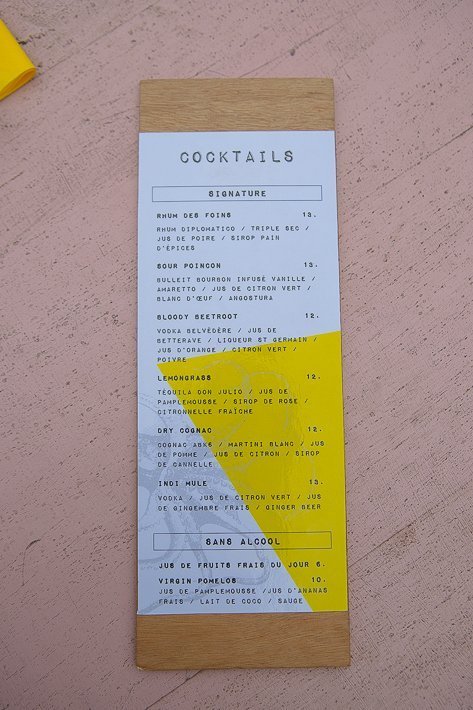 COCKTAILS
SIGNATURE
RHUM DES FOINS 13.
RHUM DIPLOMATICO / TRIPLE SEC /
JUS DE POIRE / SIROP PAIN
D'ÉPICES
SOUR POINCON 13.
BULLEIT BOURBON INFUSÉ VANILLE /
AMARETTO / JUS DE CITRON VERT /
BLANC D'ŒUF / ANGOSTURA
BLOODY BEETROOT 12.
VODKA BELVÉDÈRE / JUS DE
BETTERAVE / LIQUEUR ST GERMAIN /
JUS D'ORANGE / CITRON VERT /
POIVRE
LEMONGRASS 12.
TÉQUILA DON JULIO / JUS DE
PAMPLEMOUSSE / SIROP DE ROSE /
CITRONNELLE FRAÎCHE
DRY COGNAC 12.
COGNAC ABK6 / MARTINI BLANC / JUS
DE POMME / JUS DE CITRON / SIROP
DE CANNELLE
INDI MULE 13.
VODKA / JUS DE CITRON VERT / JUS
DE GINGEMBRE FRAIS / GINGER BEER
SANS ALCOOL
JUS DE FRUITS FRAIS DU JOUR 6.
VIRGIN POMELOS 10.
JUS DE PAMPLEMOUSSE /JUS D'ANANAS
FRAIS / LAIT DE COCO / SAUGE